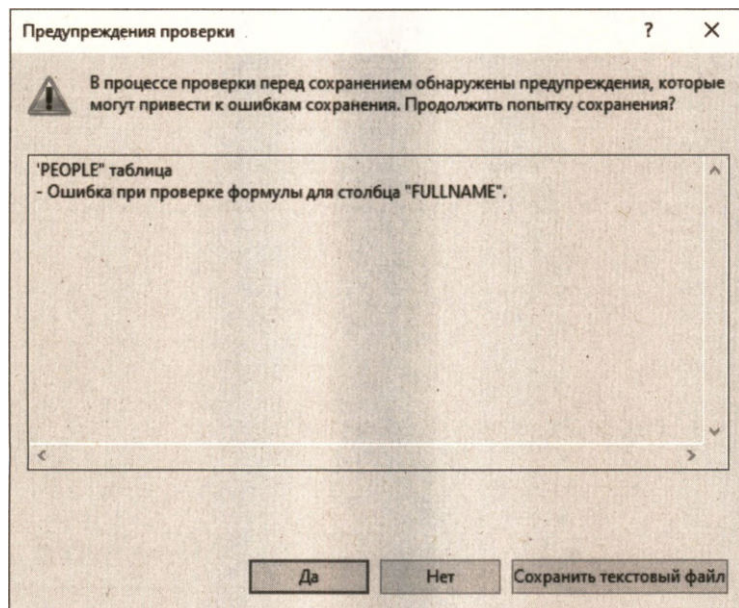 Предупреждения проверки
? ×
В процессе проверки перед сохранением обнаружены предупреждения, которые
могут привести к ошибкам сохранения. Продолжить попытку сохранения?
'PEOPLE" таблица
- Ошибка при проверке формулы для столбца "FULLNAME".
Да Нет Сохранить текстовый файл